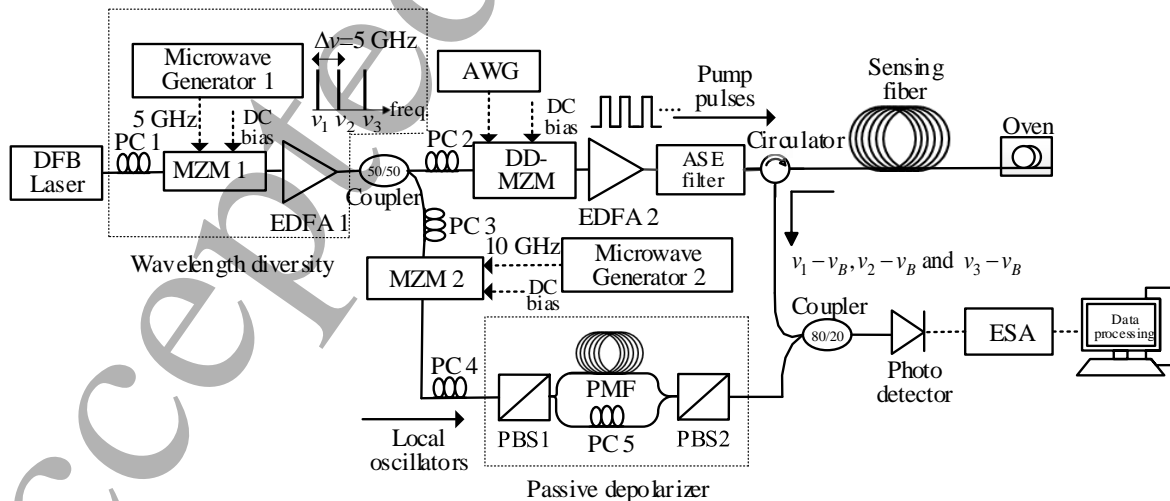 Microwave
Generator 1
Δν=5 GHz
freq
ν₁ ν₂ ν₃
5 GHz
DC
bias
PC 1
DFB
Laser
MZM 1
EDFA 1
50/50
Coupler
Wavelength diversity
AWG
DC
bias
PC 2
DD-
MZM
EDFA 2
Pump
pulses
ASE
filter
Circulator
Sensing
fiber
Oven
PC 3
10 GHz
Microwave
Generator 2
MZM 2
DC
bias
ν₁ − ν_B, ν₂ − ν_B and ν₃ − ν_B
Coupler
80/20
Photo
detector
ESA
Data
processing
PC 4
Local
oscillators
PBS1
PMF
PC 5
PBS2
Passive depolarizer
Accepted